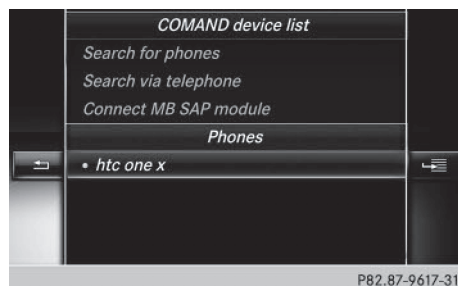 COMAND device list
Search for phones
Search via telephone
Connect MB SAP module
Phones
• htc one x
P82.87-9617-31